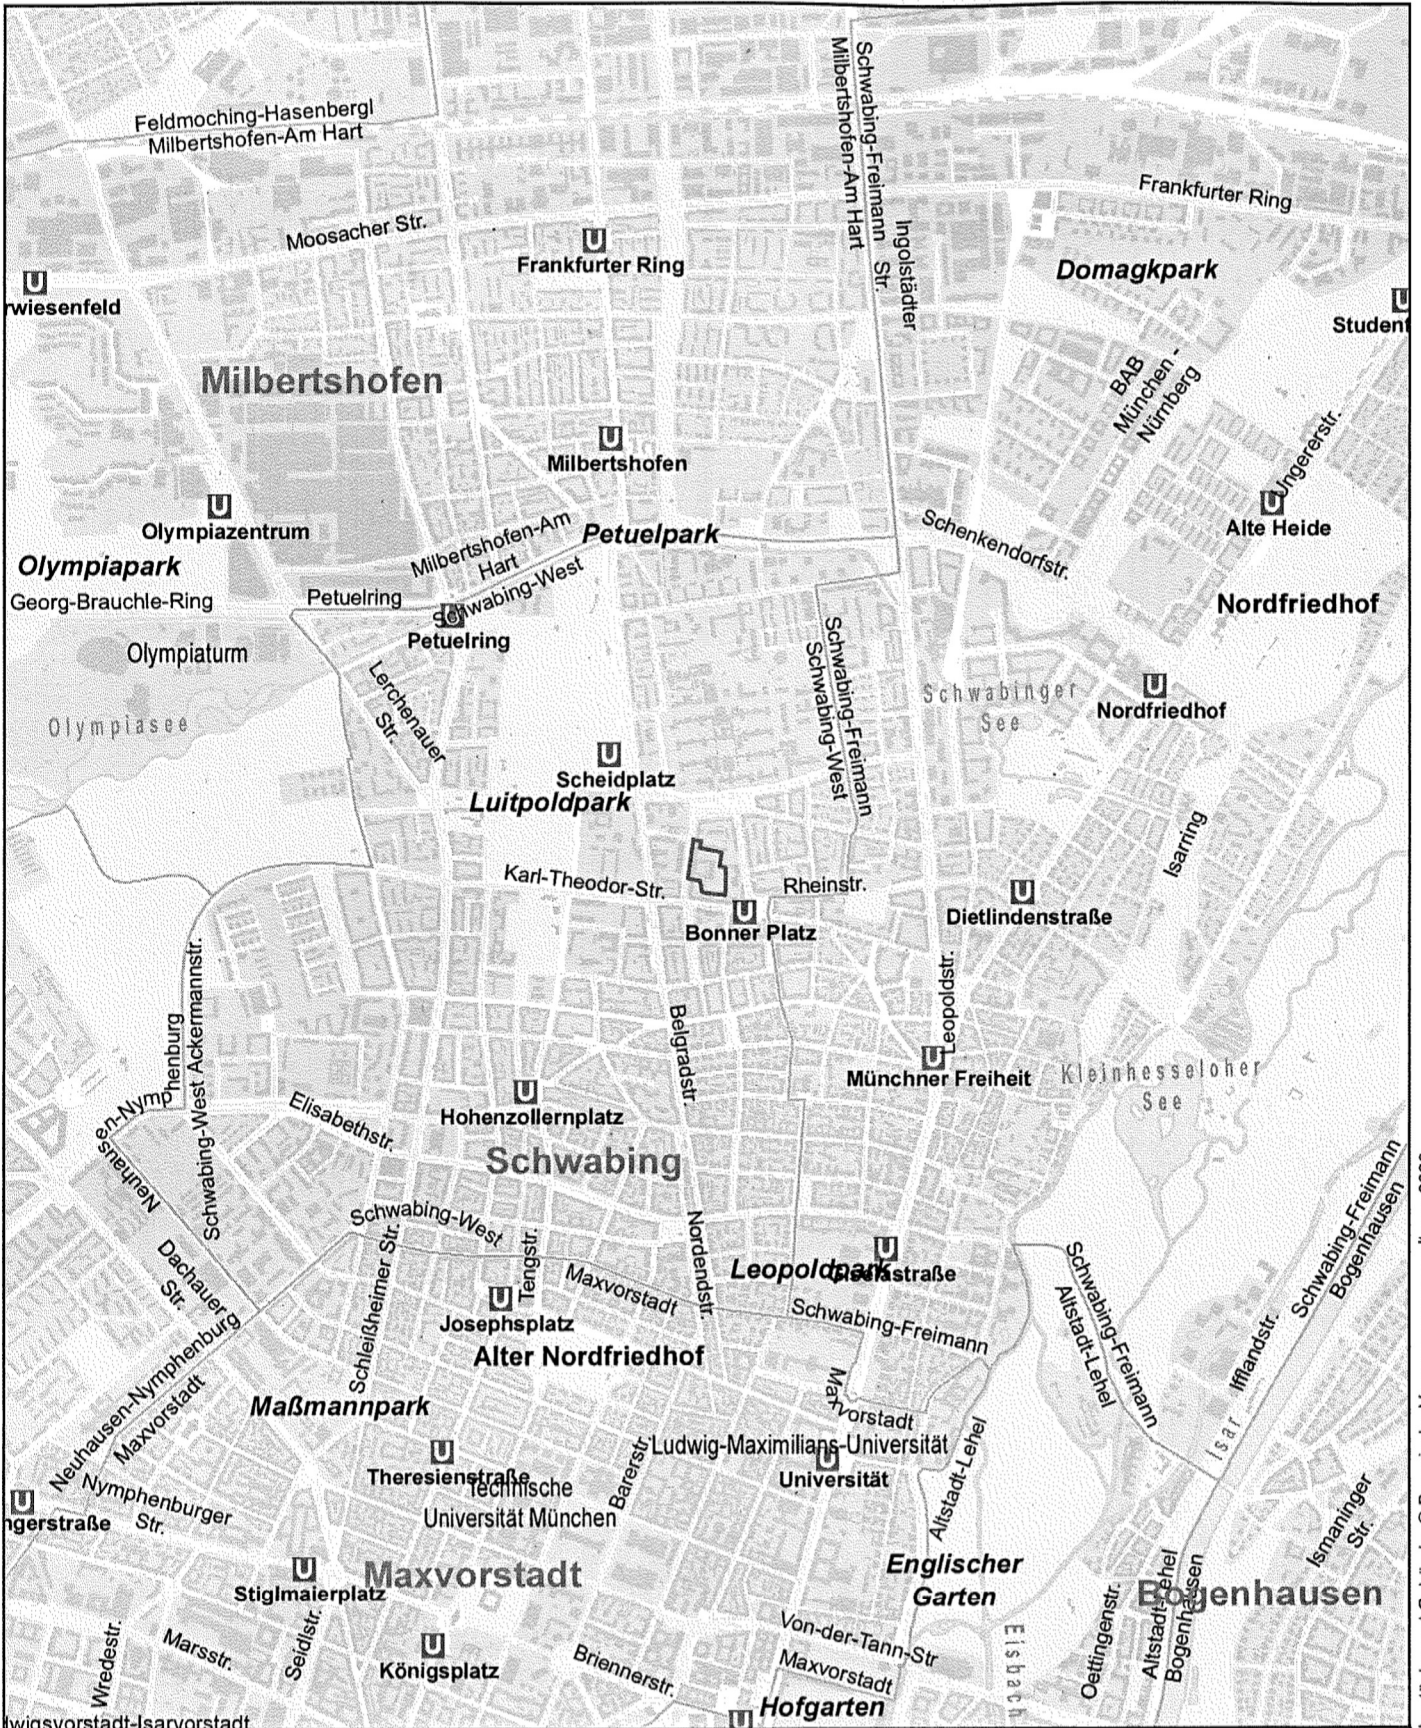 Feldmoching-Hasenbergl
Milbertshofen-Am Hart
Schwabing-Freimann
Milbertshofen-Am Hart
Ingolstädter
Str.
Frankfurter Ring
Moosacher Str.
U
Frankfurter Ring
Domagkpark
U
rwiesenfeld
U
Student
Milbertshofen
BAB
München -
Nürnberg
U
Milbertshofen
Ungererstr.
U
Olympiazentrum
U
Alte Heide
Milbertshofen-Am
Hart
Petuelpark
Schenkendorfstr.
Olympiapark
Georg-Brauchle-Ring
Petuelring
Schwabing-West
U
Petuelring
Nordfriedhof
Olympiaturm
Lerchenauer
Str.
Schwabing-Freimann
Schwabing-West
Schwabinger
See
U
Nordfriedhof
Olympiasee
U
Scheidplatz
Luitpoldpark
Isarring
Karl-Theodor-Str.
Rheinstr.
U
Bonner Platz
U
Dietlindenstraße
Leopoldstr.
Belgradstr.
Neuhausen-Nymphenburg
Schwabing-West
Ackermannstr.
U
Münchner Freiheit
Kleinhesseloher
See
U
Hohenzollernplatz
Elisabethstr.
Schwabing
Schwabing-West
Maxvorstadt
Dachauer
Str.
Schleißheimer Str.
Tengstr.
Nordendstr.
U
Giselastraße
Leopoldpark
Schwabing-Freimann
Maxvorstadt
Schwabing-Freimann
Altstadt-Lehel
Schwabing-Freimann
Bogenhausen
Ifflandstr.
Isar
U
Josephsplatz
Alter Nordfriedhof
Neuhausen-Nymphenburg
Maxvorstadt
Maßmannpark
Ludwig-Maximilians-Universität
U
Universität
Altstadt-Lehel
U
Theresienstraße
Technische
Universität München
Barerstr.
Nymphenburger
Str.
U
ngerstraße
Ismaninger
Str.
U
Stiglmaierplatz
Maxvorstadt
Englischer
Garten
Bogenhausen
Altstadt-Lehel
Bogenhausen
Oettingenstr.
Eisbach
Wredestr.
Marsstr.
Seidlstr.
U
Königsplatz
Briennerstr.
Von-der-Tann-Str
Maxvorstadt
Hofgarten
U
lwigsvorstadt-Isarvorstadt